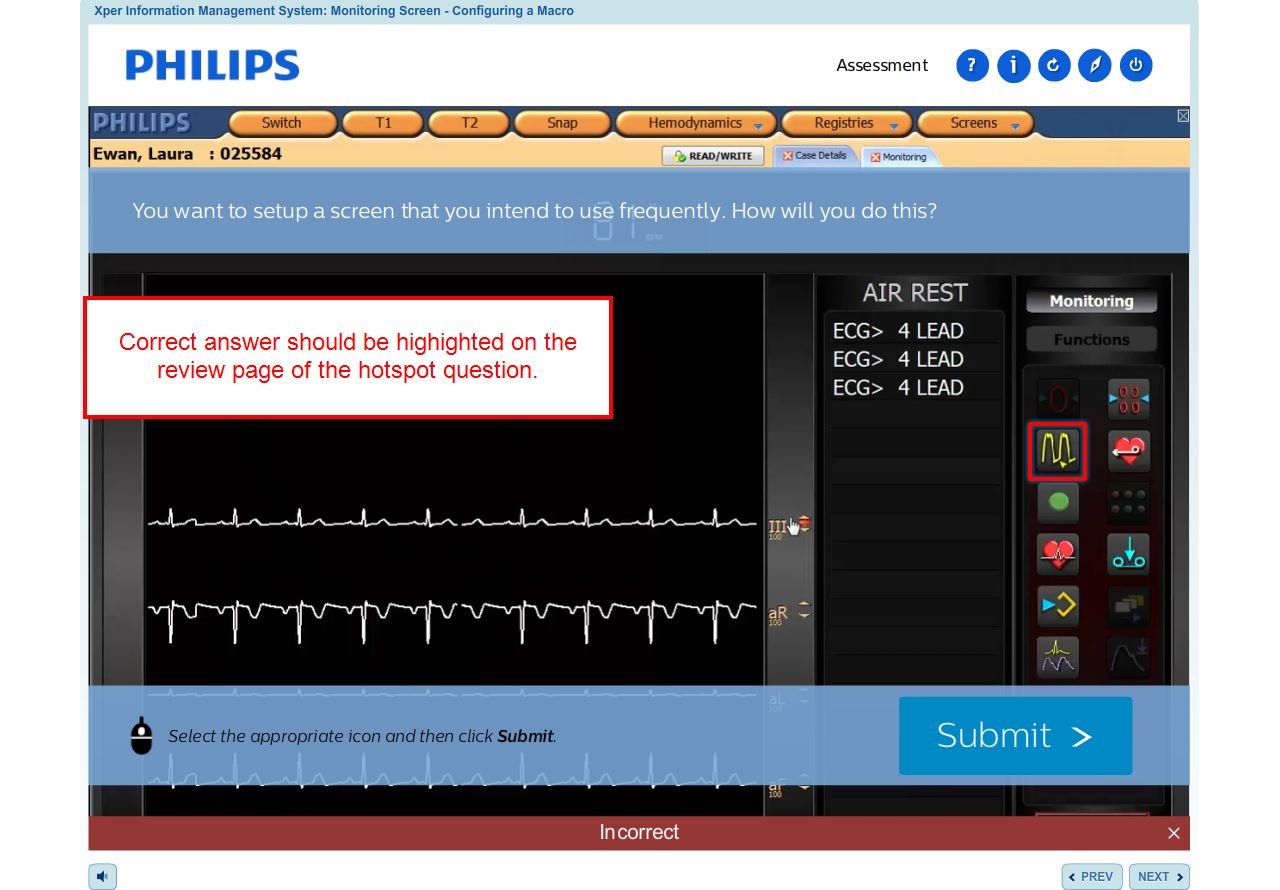 Xper Information Management System: Monitoring Screen - Configuring a Macro
PHILIPS
Assessment
PHILIPS
Switch
T1
T2
Snap
Hemodynamics
Registries
Screens
Ewan, Laura : 025584
READ/WRITE
Case Details
Monitoring
You want to setup a screen that you intend to use frequently. How will you do this?
81
BPM
Correct answer should be highighted on the
review page of the hotspot question.
AIR REST
ECG> 4 LEAD
ECG> 4 LEAD
ECG> 4 LEAD
Monitoring
Functions
III
100
aR
100
aL
100
aF
100
Select the appropriate icon and then click Submit.
Submit >
Incorrect
PREV
NEXT